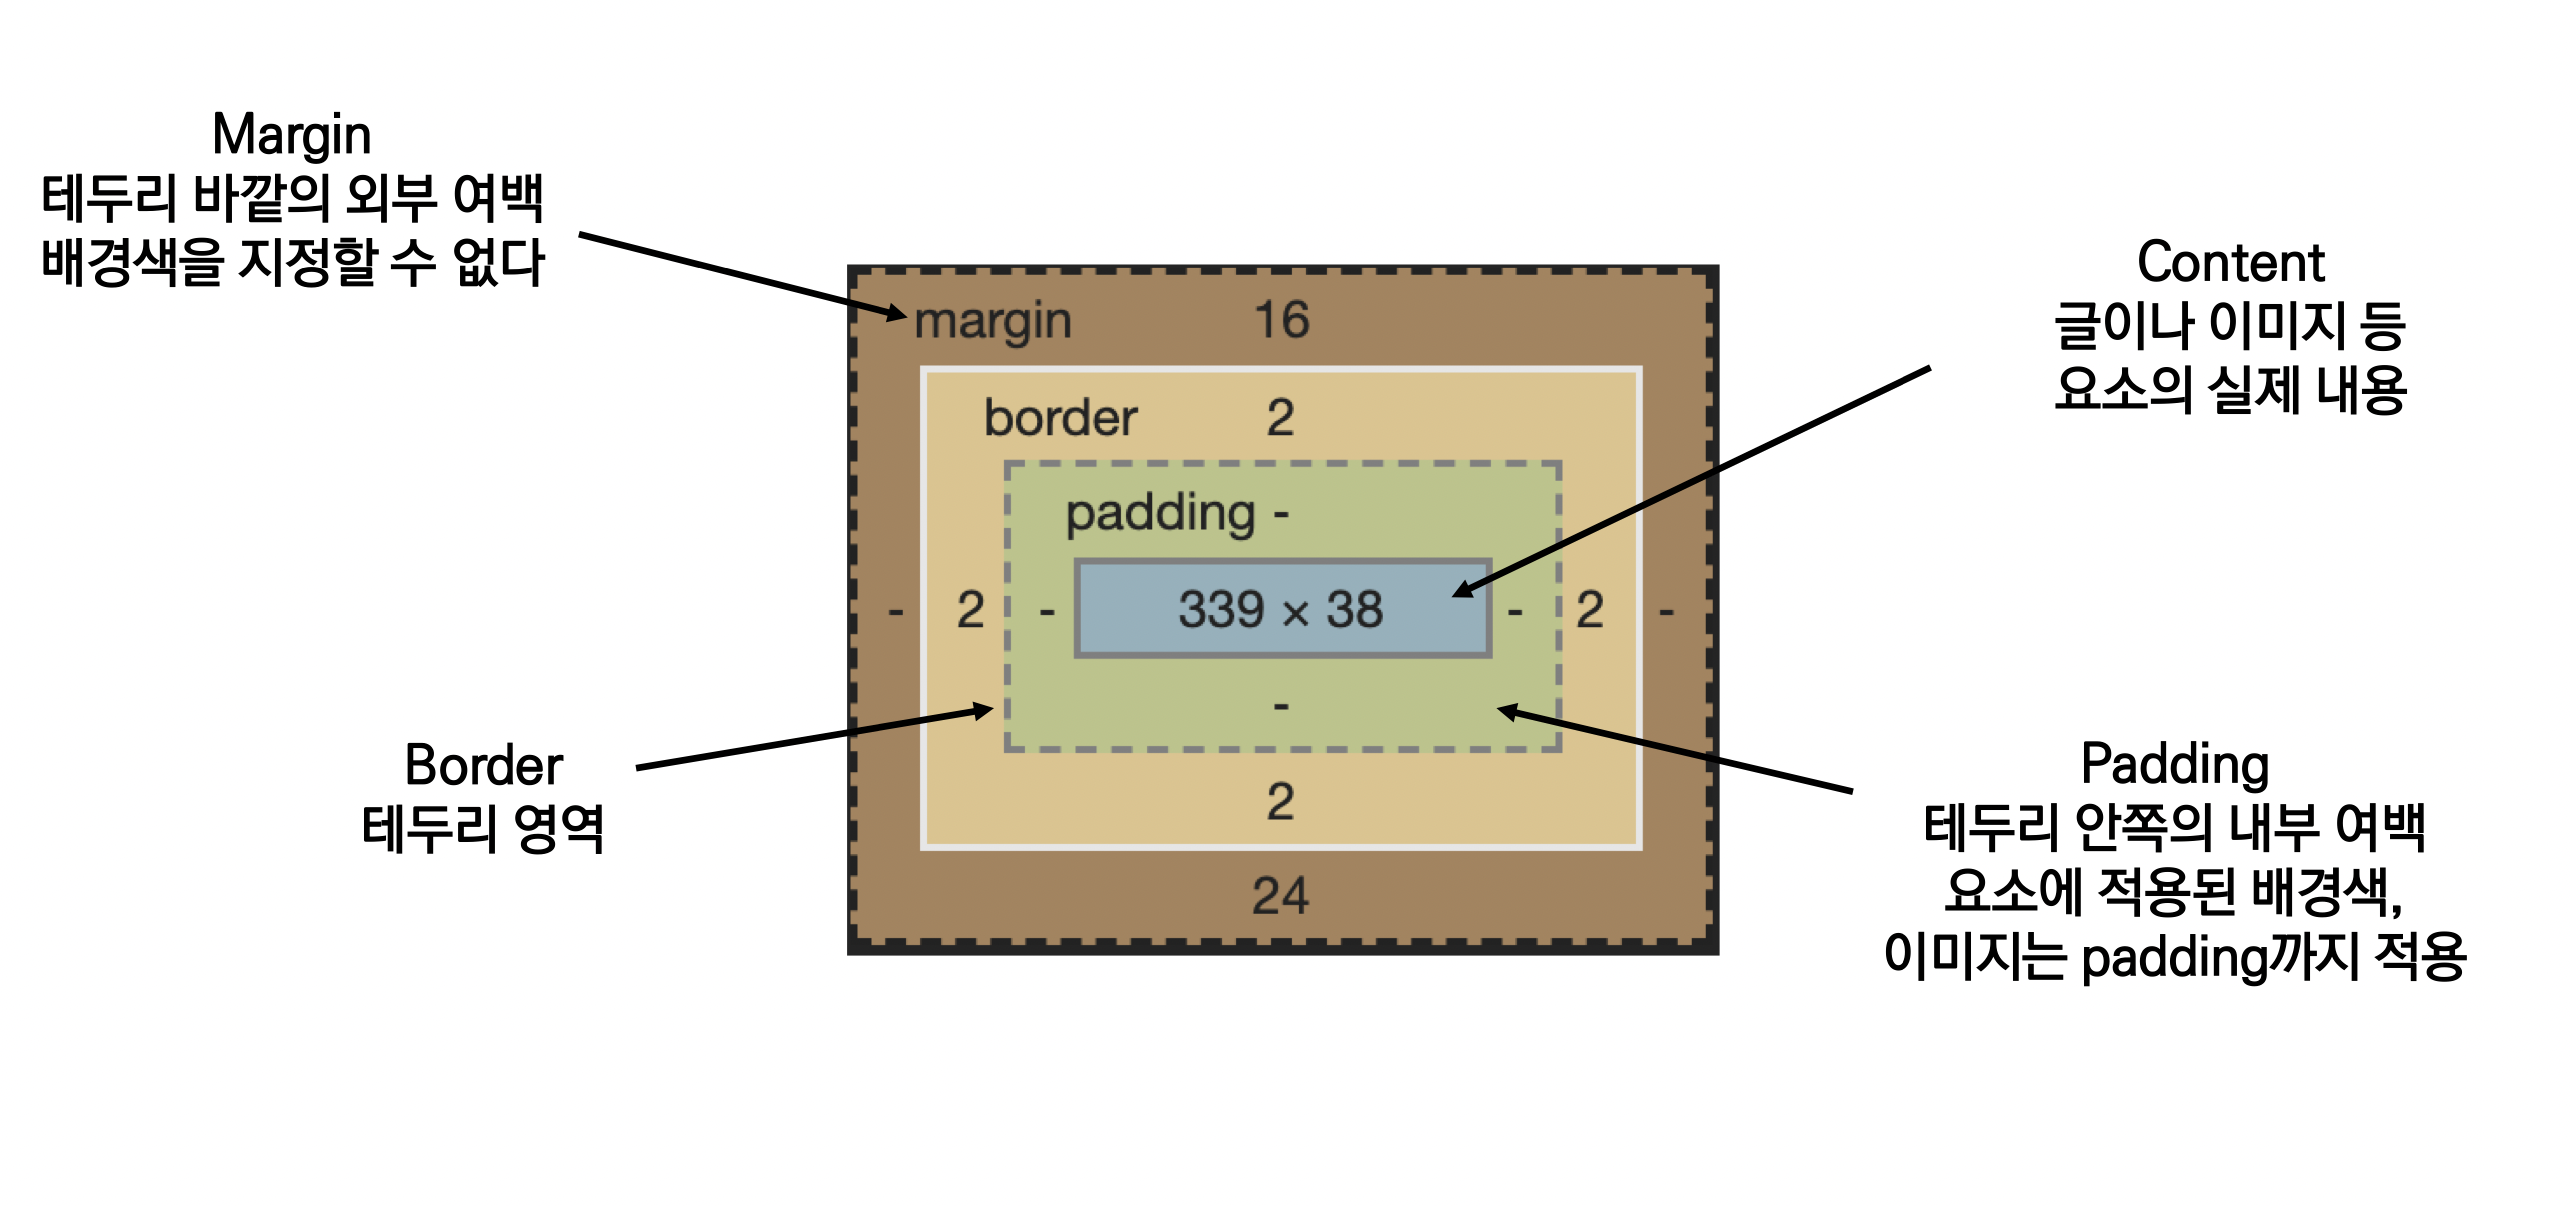 Margin
테두리 바깥의 외부 여백
배경색을 지정할 수 없다
Content
글이나 이미지 등
요소의 실제 내용
margin 16
border 2
padding -
- 2 - 339 × 38 - 2 -
-
2
24
Border
테두리 영역
Padding
테두리 안쪽의 내부 여백
요소에 적용된 배경색,
이미지는 padding까지 적용